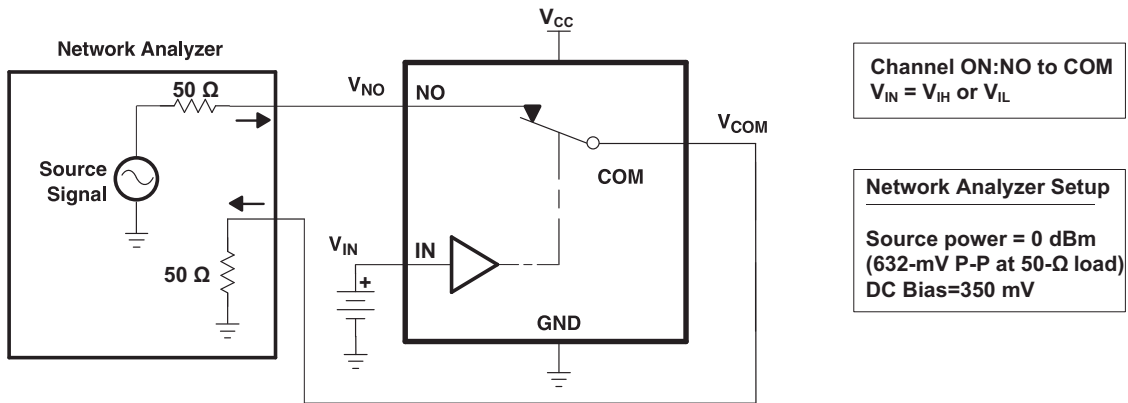 V_CC
Network Analyzer
50 Ω
V_NO
NO
V_COM
Source
Signal
COM
V_IN
IN
50 Ω
+
GND
Channel ON:NO to COM
V_IN = V_IH or V_IL
Network Analyzer Setup
Source power = 0 dBm
(632-mV P-P at 50-Ω load)
DC Bias=350 mV